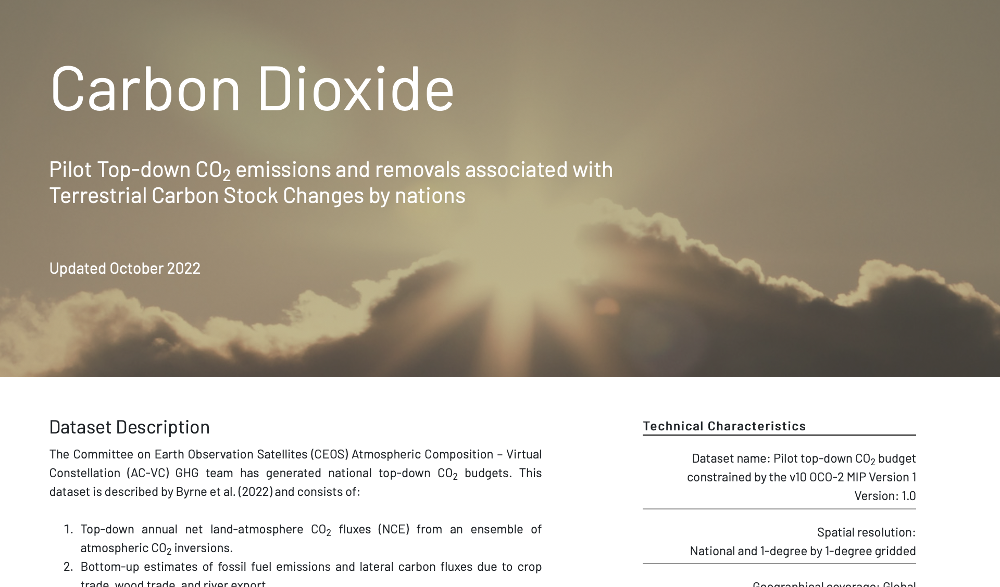 Carbon Dioxide
Pilot Top-down CO₂ emissions and removals associated with
Terrestrial Carbon Stock Changes by nations
Updated October 2022
Dataset Description
The Committee on Earth Observation Satellites (CEOS) Atmospheric Composition – Virtual
Constellation (AC-VC) GHG team has generated national top-down CO₂ budgets. This
dataset is described by Byrne et al. (2022) and consists of:
1. Top-down annual net land-atmosphere CO₂ fluxes (NCE) from an ensemble of
atmospheric CO₂ inversions.
2. Bottom-up estimates of fossil fuel emissions and lateral carbon fluxes due to crop
trade, wood trade, and river export.
Technical Characteristics
Dataset name: Pilot top-down CO₂ budget
constrained by the v10 OCO-2 MIP Version 1
Version: 1.0
Spatial resolution:
National and 1-degree by 1-degree gridded
Geographical coverage: Global